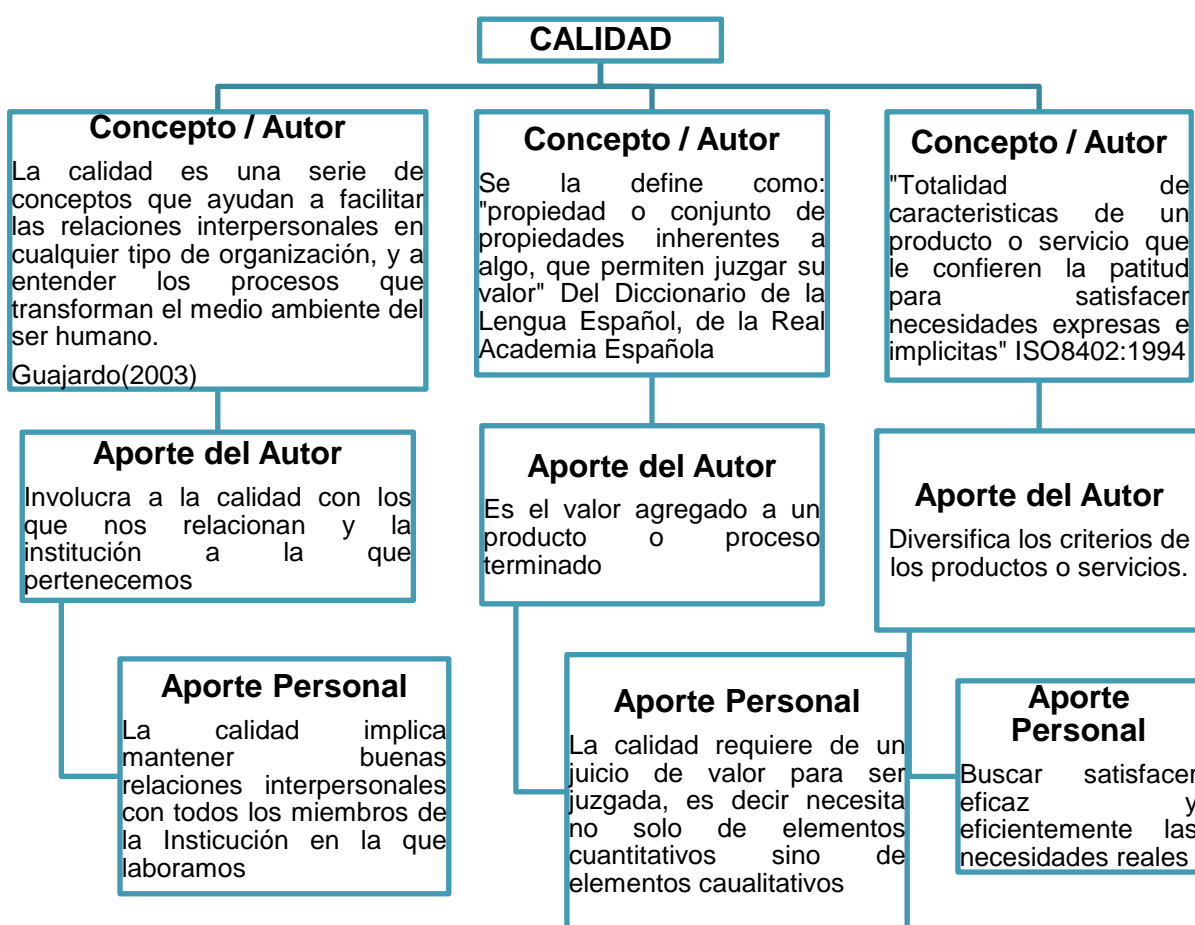 CALIDAD
Concepto / Autor
La calidad es una serie de
conceptos que ayudan a facilitar
las relaciones interpersonales en
cualquier tipo de organización, y a
entender los procesos que
transforman el medio ambiente del
ser humano.
Guajardo(2003)
Aporte del Autor
Involucra a la calidad con los
que nos relacionan y la
institución a la que
pertenecemos
Aporte Personal
La calidad implica
mantener buenas
relaciones interpersonales
con todos los miembros de
la Insticución en la que
laboramos
Concepto / Autor
Se la define como:
"propiedad o conjunto de
propiedades inherentes a
algo, que permiten juzgar su
valor" Del Diccionario de la
Lengua Español, de la Real
Academia Española
Aporte del Autor
Es el valor agregado a un
producto o proceso
terminado
Aporte Personal
La calidad requiere de un
juicio de valor para ser
juzgada, es decir necesita
no solo de elementos
cuantitativos sino de
elementos caualitativos
Concepto / Autor
"Totalidad de
caracteristicas de un
producto o servicio que
le confieren la patitud
para satisfacer
necesidades expresas e
implicitas" ISO8402:1994
Aporte del Autor
Diversifica los criterios de
los productos o servicios.
Aporte
Personal
Buscar satisfacer
eficaz y
eficientemente las
necesidades reales